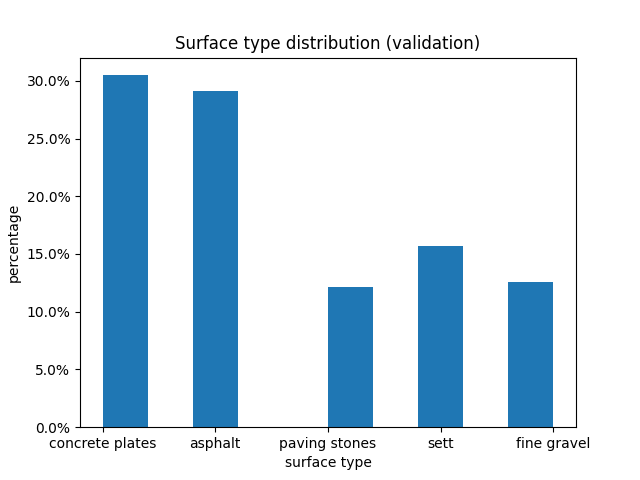 Surface type distribution (validation)
30.0%
25.0%
20.0%
15.0%
10.0%
5.0%
0.0%
percentage
concrete plates asphalt paving stones sett fine gravel
surface type